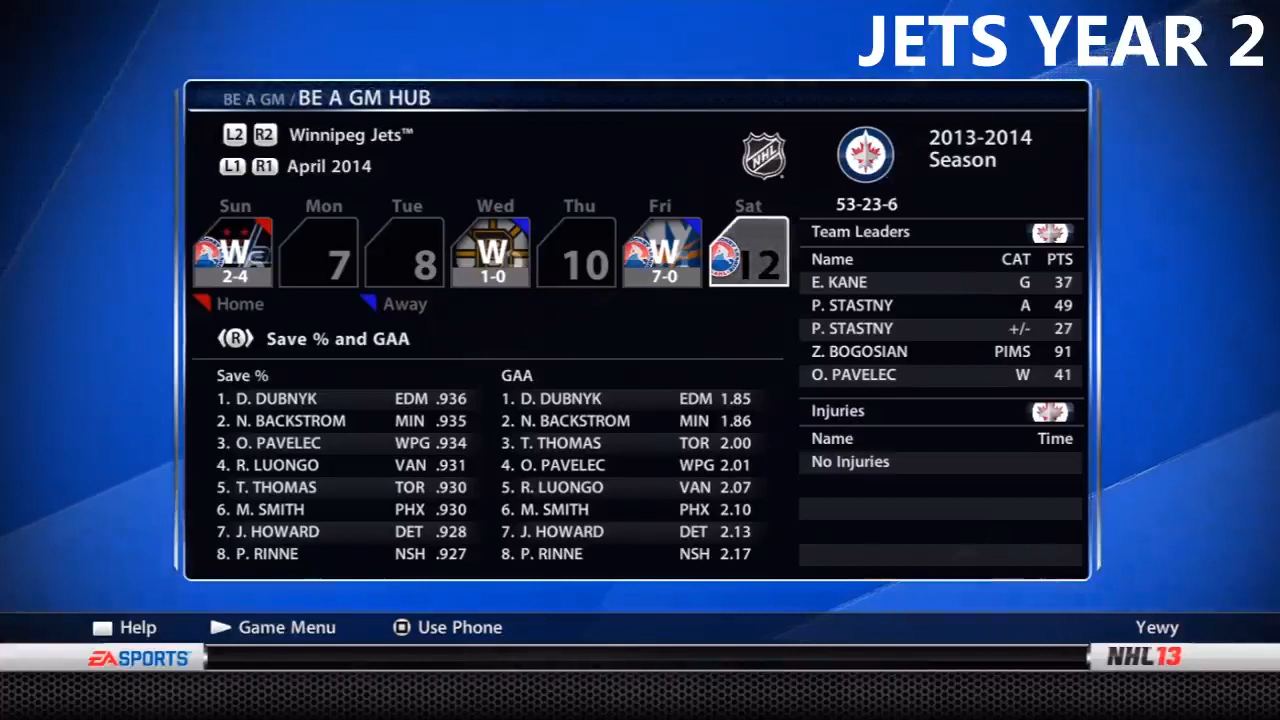 JETS YEAR 2
BE A GM / BE A GM HUB
L2 R2 Winnipeg Jets™
L1 R1 April 2014
NHL
2013-2014
Season
53-23-6
Sun Mon Tue Wed Thu Fri Sat
W 7 8 W 10 W 12
2-4 1-0 7-0
Home Away
R Save % and GAA
Save % GAA
1. D. DUBNYK EDM .936 1. D. DUBNYK EDM 1.85
2. N. BACKSTROM MIN .935 2. N. BACKSTROM MIN 1.86
3. O. PAVELEC WPG .934 3. T. THOMAS TOR 2.00
4. R. LUONGO VAN .931 4. O. PAVELEC WPG 2.01
5. T. THOMAS TOR .930 5. R. LUONGO VAN 2.07
6. M. SMITH PHX .930 6. M. SMITH PHX 2.10
7. J. HOWARD DET .928 7. J. HOWARD DET 2.13
8. P. RINNE NSH .927 8. P. RINNE NSH 2.17
Team Leaders
Name CAT PTS
E. KANE G 37
P. STASTNY A 49
P. STASTNY +/- 27
Z. BOGOSIAN PIMS 91
O. PAVELEC W 41
Injuries
Name Time
No Injuries
Help Game Menu Use Phone Yewy
EA SPORTS NHL 13